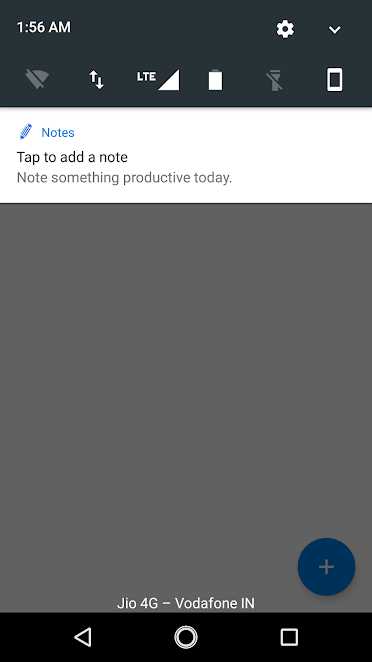 1:56 AM
LTE
Notes
Tap to add a note
Note something productive today.
Jio 4G – Vodafone IN